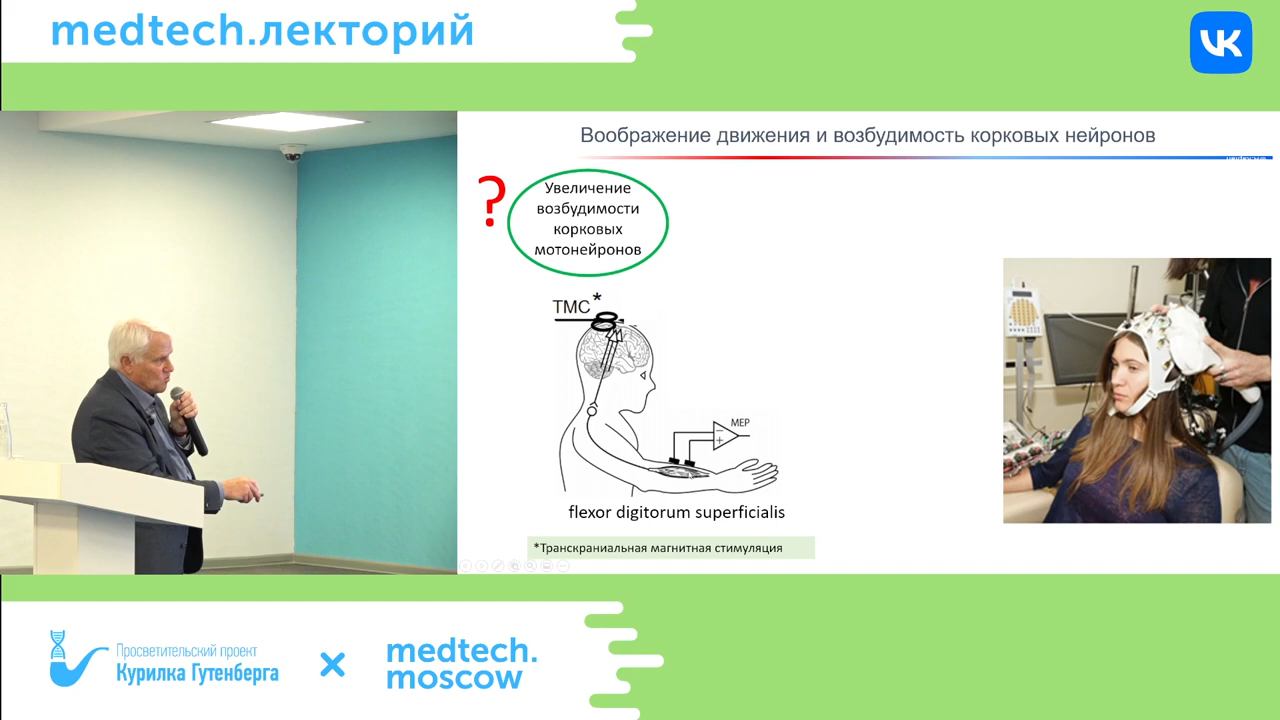 medtech.лекторий
Воображение движения и возбудимость корковых нейронов
?
Увеличение
возбудимости
корковых
мотонейронов
ТМС*
МЕР
flexor digitorum superficialis
*Транскраниальная магнитная стимуляция
Просветительский проект
Курилка Гутенберга
×
medtech.
moscow